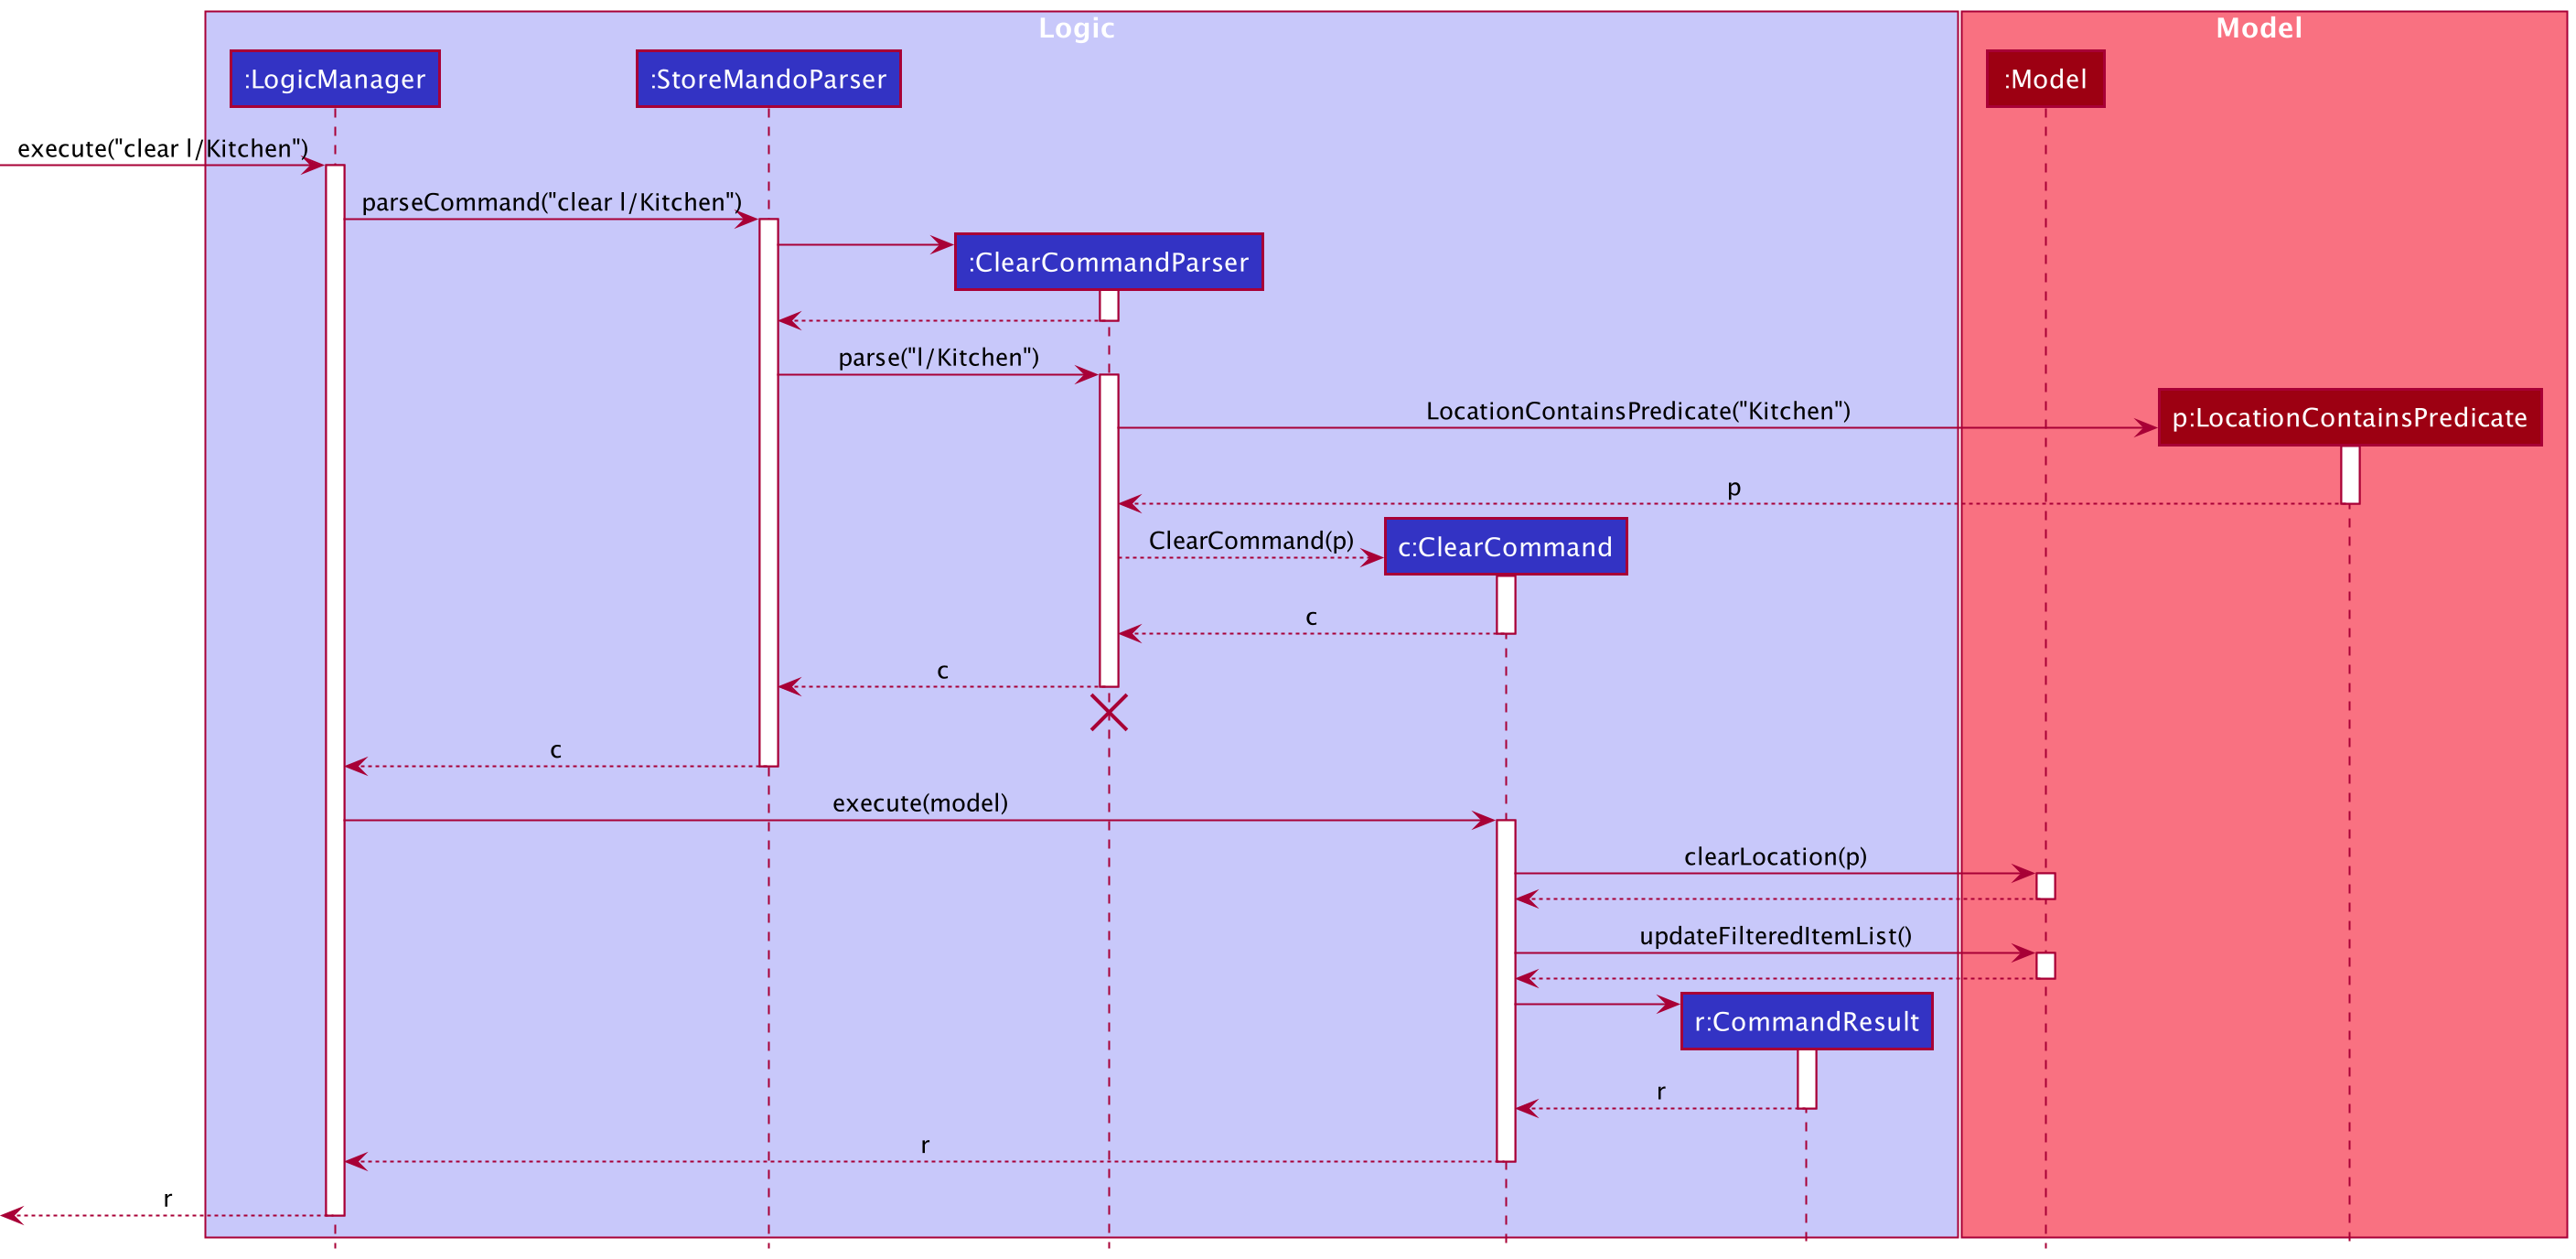 Logic
Model
:LogicManager
:StoreMandoParser
:Model
execute("clear l/Kitchen")
parseCommand("clear l/Kitchen")
:ClearCommandParser
parse("l/Kitchen")
LocationContainsPredicate("Kitchen")
p:LocationContainsPredicate
p
ClearCommand(p)
c:ClearCommand
c
c
c
execute(model)
clearLocation(p)
updateFilteredItemList()
r:CommandResult
r
r
r